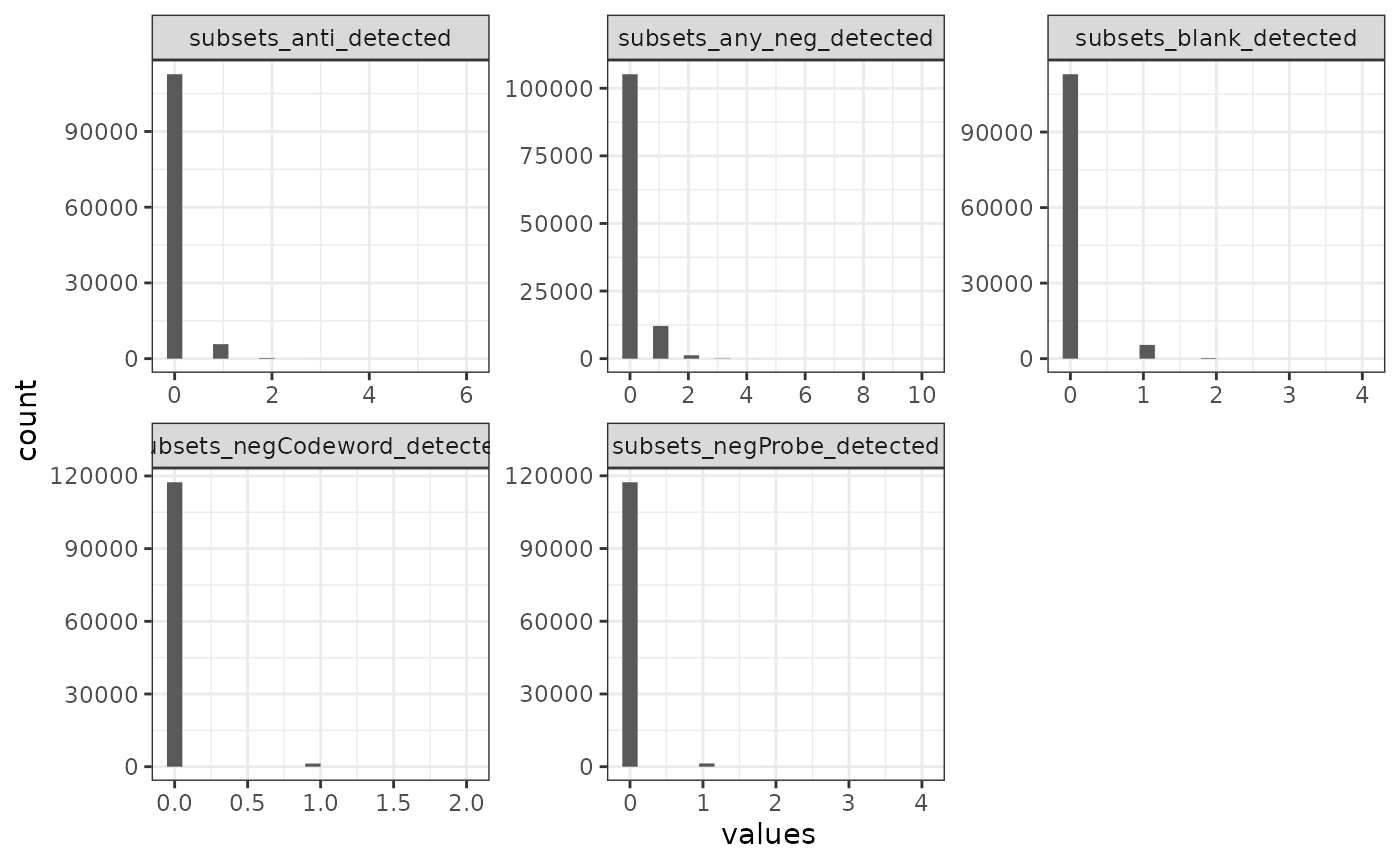 subsets_anti_detected
subsets_any_neg_detected
subsets_blank_detected
90000
60000
30000
0
0 2 4 6
100000
75000
50000
25000
0
0 2 4 6 8 10
90000
60000
30000
0
0 1 2 3 4
count
ubsets_negCodeword_detecte
subsets_negProbe_detected
120000
90000
60000
30000
0
0.0 0.5 1.0 1.5 2.0
120000
90000
60000
30000
0
0 1 2 3 4
values